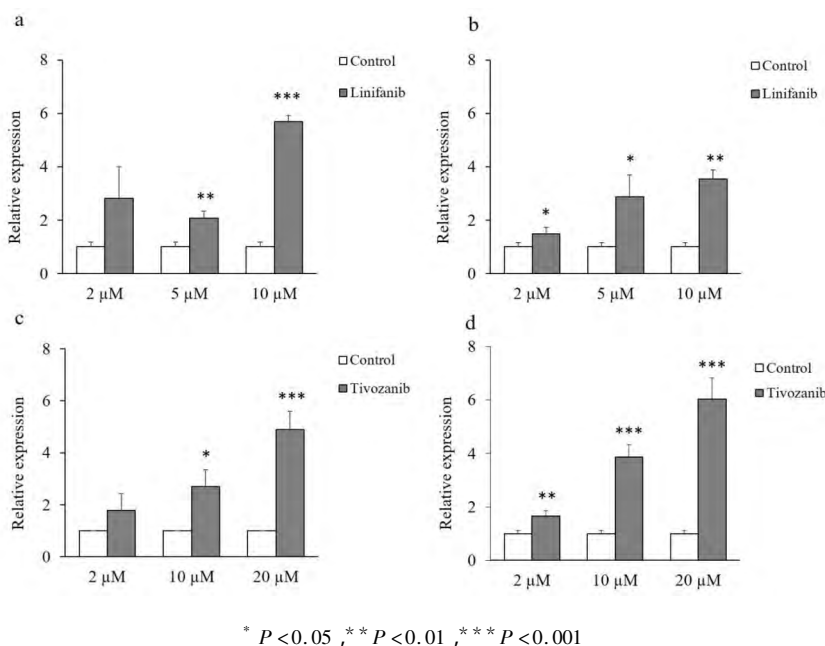 a
Control
Linifanib
Relative expression
8
6
4
2
0
**
***
2 μM
5 μM
10 μM
b
Control
Linifanib
Relative expression
8
6
4
2
0
*
*
**
2 μM
5 μM
10 μM
c
Control
Tivozanib
Relative expression
8
6
4
2
0
*
***
2 μM
10 μM
20 μM
d
Control
Tivozanib
Relative expression
8
6
4
2
0
**
***
***
2 μM
10 μM
20 μM
* P<0.05 ,** P<0.01 ,*** P<0.001